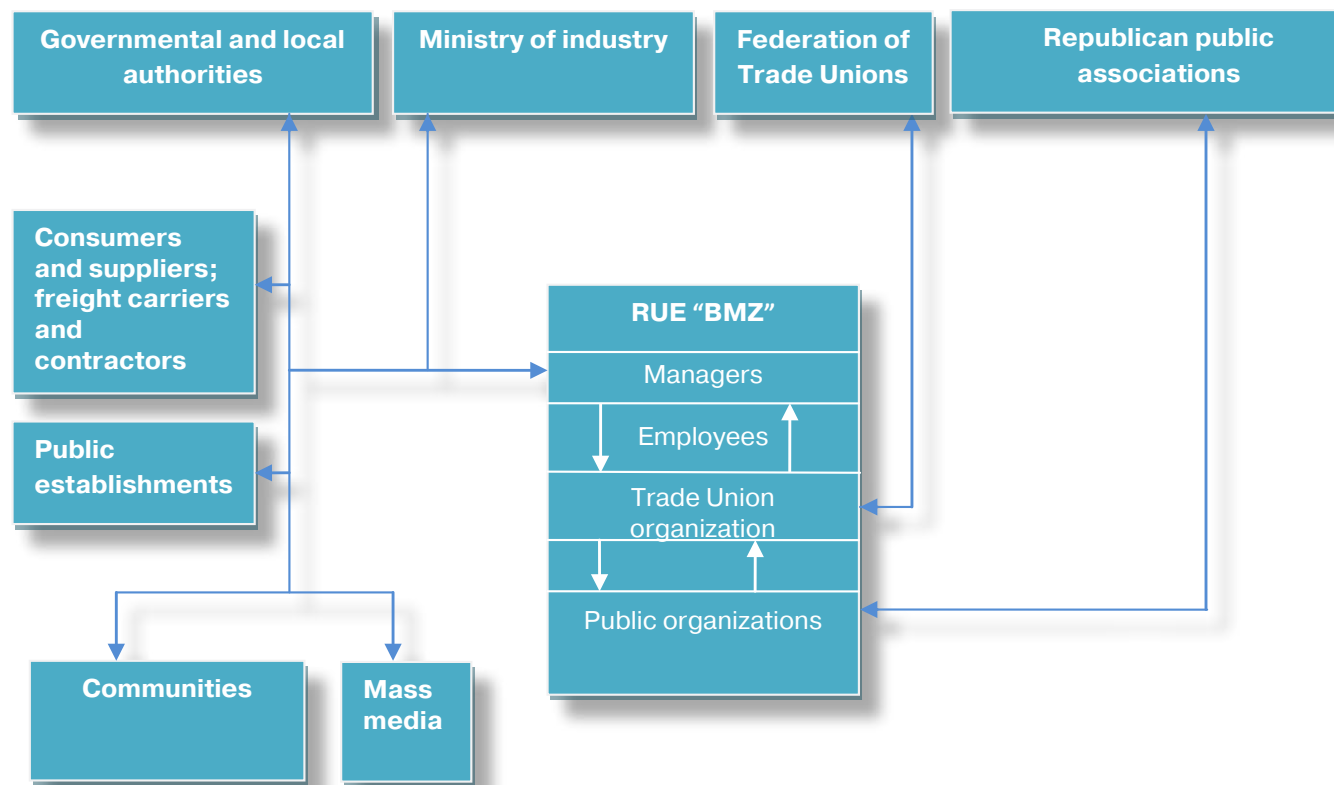 Governmental and local
authorities
Ministry of industry
Federation of
Trade Unions
Republican public
associations
Consumers
and suppliers;
freight carriers
and
contractors
Public
establishments
RUE “BMZ”
Managers
Employees
Trade Union
organization
Public organizations
Communities
Mass
media